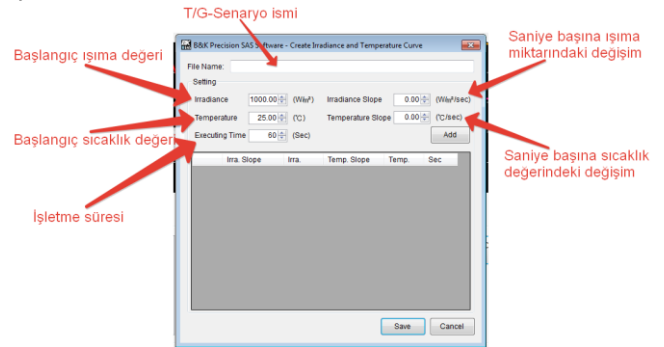 T/G-Senaryo ismi
Başlangıç ışıma değeri
Saniye başına ışıma
miktarındaki değişim
B&K Precision SAS Software - Create Irradiance and Temperature Curve
File Name:
Setting
Irradiance 1000.00 (W/m²) Irradiance Slope 0.00 (W/m²/sec)
Temperature 25.00 (°C) Temperature Slope 0.00 (°C/sec)
Executing Time 60 (Sec) Add
Başlangıç sıcaklık değeri
Saniye başına sıcaklık
değerindeki değişim
İşletme süresi
Irra. Slope Irra. Temp. Slope Temp. Sec
Save Cancel